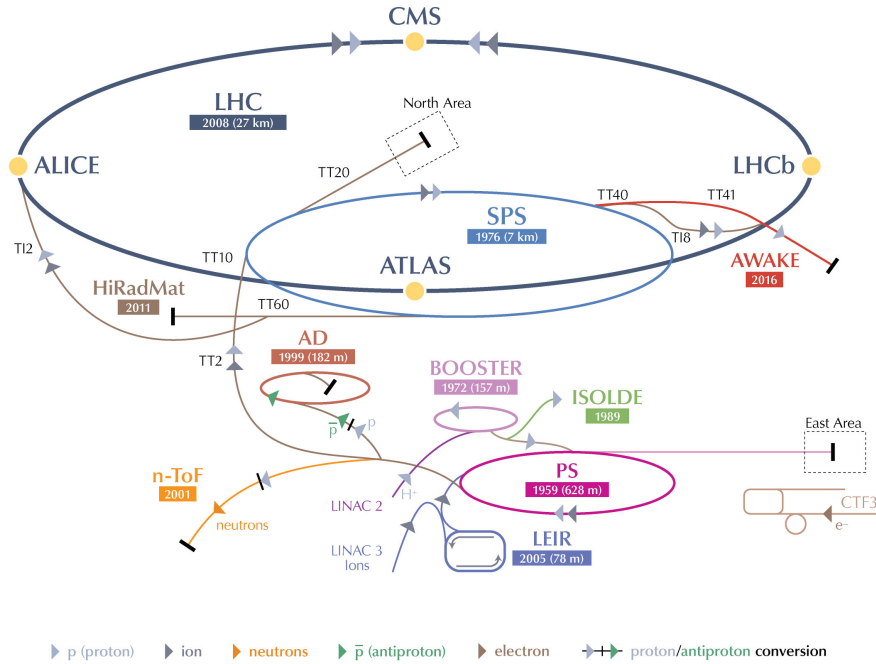 CMS
LHC
2008 (27 km)
North Area
ALICE
TT20
LHCb
TT40
TT41
SPS
1976 (7 km)
TI2
TT10
TI8
ATLAS
AWAKE
2016
HiRadMat
2011
TT60
AD
1999 (182 m)
TT2
BOOSTER
1972 (157 m)
ISOLDE
1989
p
p̅
East Area
n-ToF
2001
PS
1959 (628 m)
H⁺
LINAC 2
neutrons
CTF3
e⁻
LEIR
2005 (78 m)
LINAC 3
Ions
p (proton)
ion
neutrons
p̅ (antiproton)
electron
proton/antiproton conversion